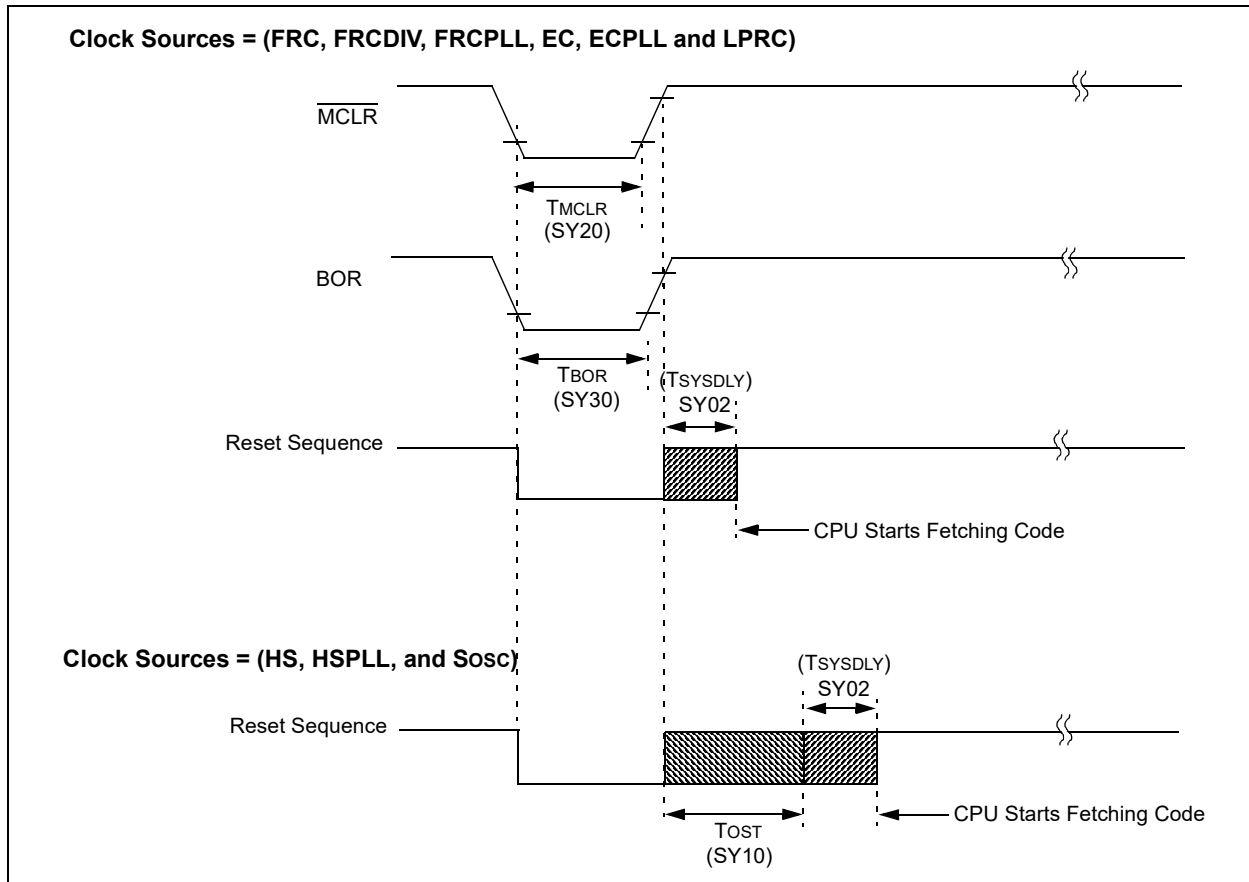 Clock Sources = (FRC, FRCDIV, FRCPLL, EC, ECPLL and LPRC)
MCLR
TMCLR
(SY20)
BOR
TBOR
(SY30)
(TSYSDLY)
SY02
Reset Sequence
CPU Starts Fetching Code
Clock Sources = (HS, HSPLL, and SOSC)
(TSYSDLY)
SY02
Reset Sequence
CPU Starts Fetching Code
TOST
(SY10)